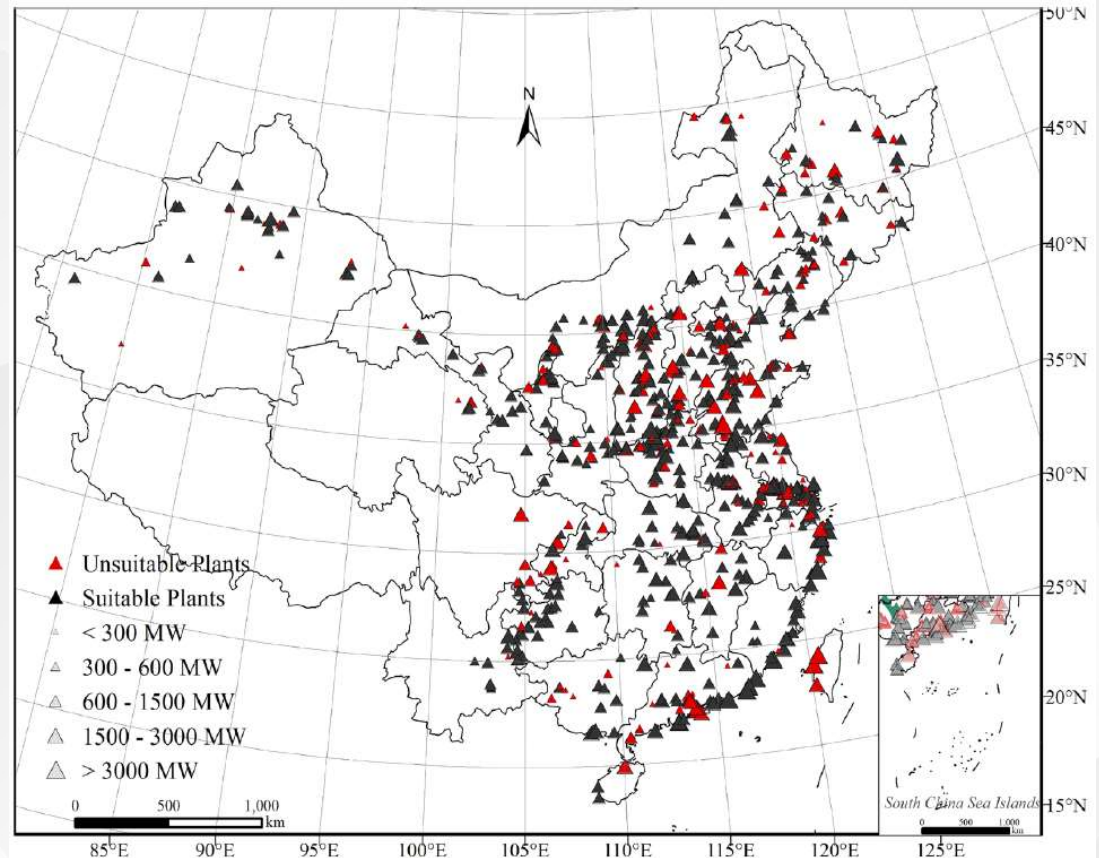 50°N
N
45°N
40°N
35°N
30°N
Unsuitable Plants
Suitable Plants
25°N
< 300 MW
300 - 600 MW
600 - 1500 MW
20°N
1500 - 3000 MW
> 3000 MW
0 500 1,000
km
South China Sea Islands
15°N
0 500 1,000
km
85°E 90°E 95°E 100°E 105°E 110°E 115°E 120°E 125°E